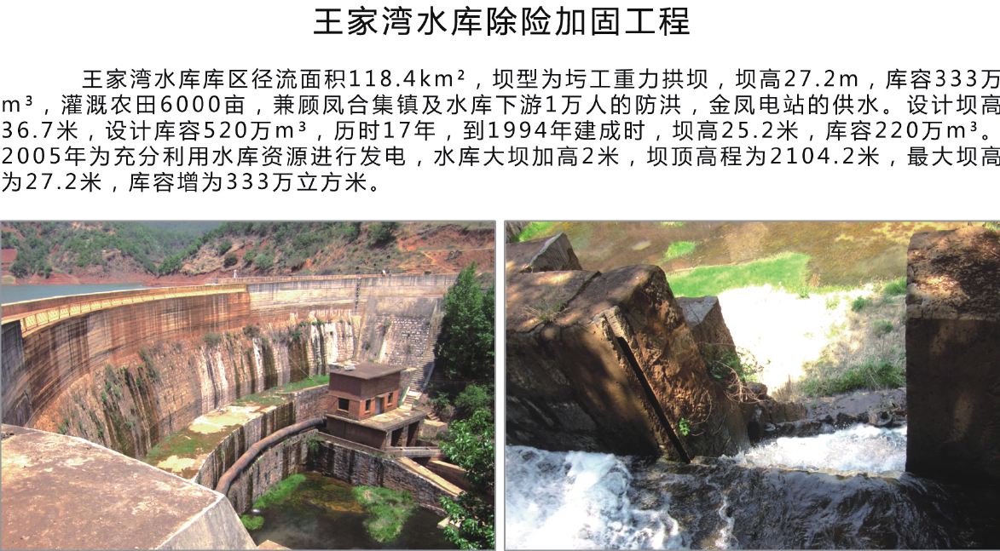 王家湾水库除险加固工程
王家湾水库库区径流面积118.4km²，坝型为圬工重力拱坝，坝高27.2m，库容333万
m³，灌溉农田6000亩，兼顾凤合集镇及水库下游1万人的防洪，金凤电站的供水。设计坝高
36.7米，设计库容520万m³，历时17年，到1994年建成时，坝高25.2米，库容220万m³。
2005年为充分利用水库资源进行发电，水库大坝加高2米，坝顶高程为2104.2米，最大坝高
为27.2米，库容增为333万立方米。